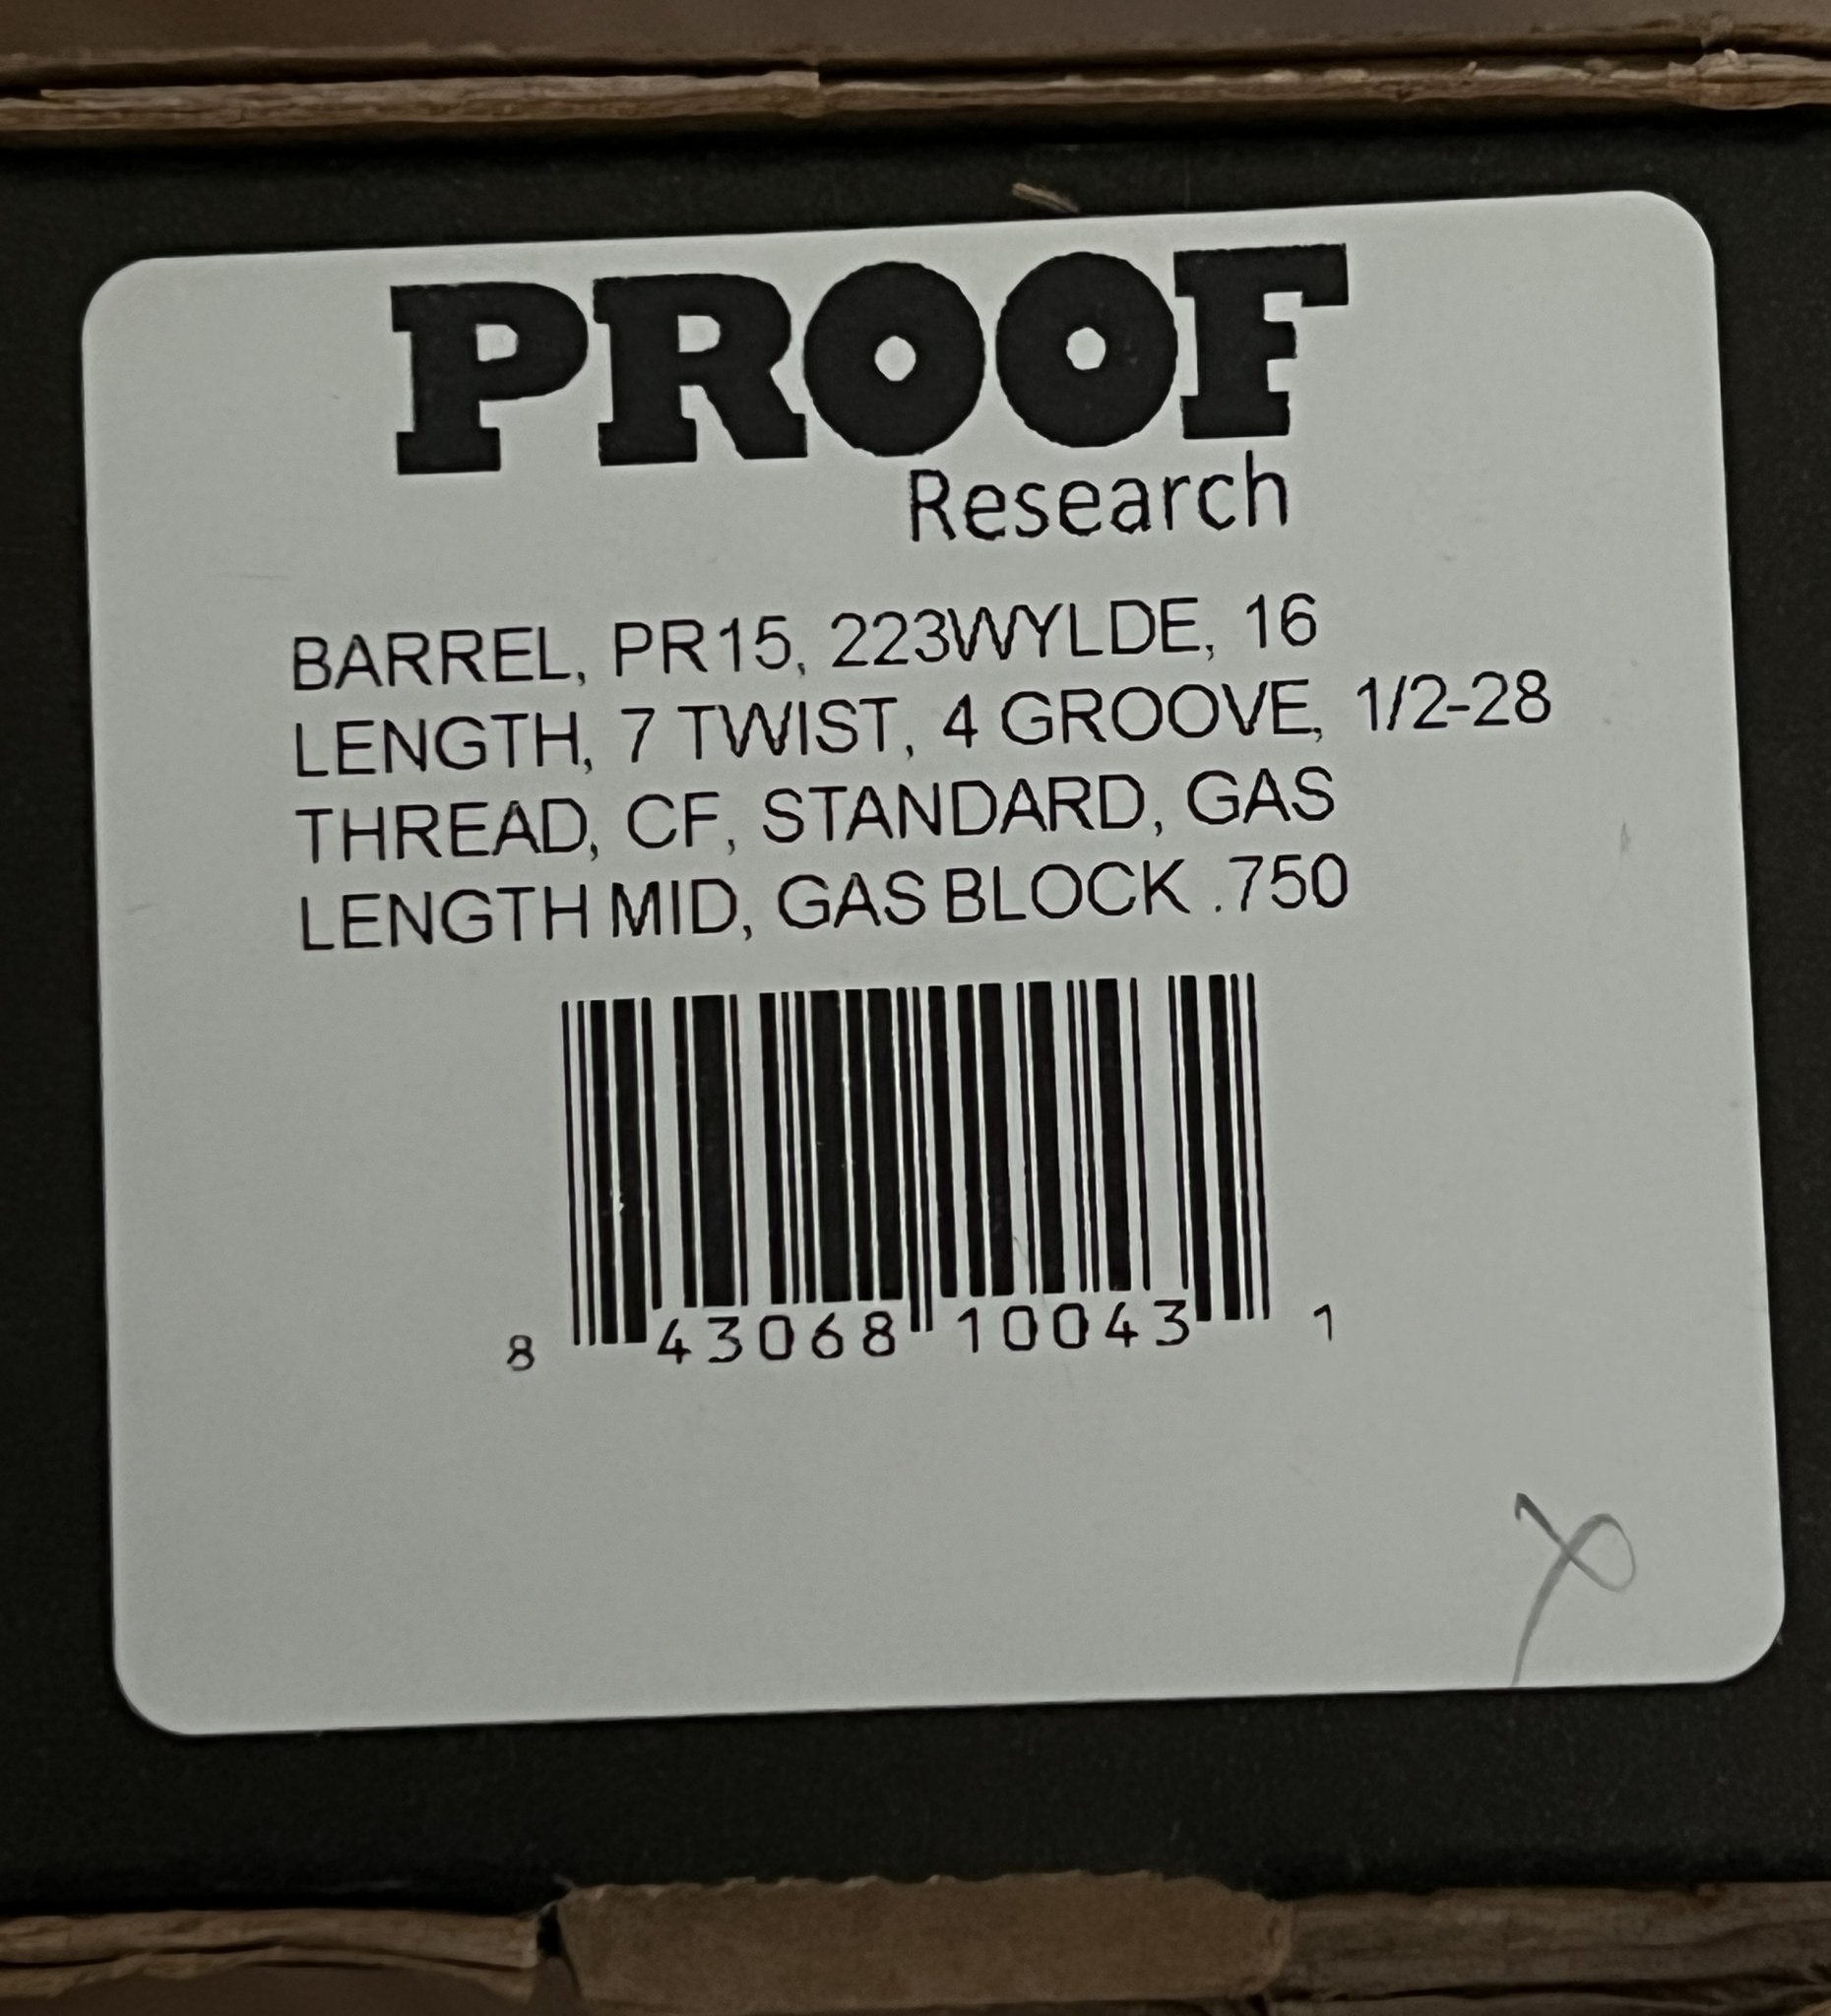 PROOF
Research
BARREL, PR15, 223WYLDE, 16
LENGTH, 7 TWIST, 4 GROOVE, 1/2-28
THREAD, CF, STANDARD, GAS
LENGTH MID, GAS BLOCK .750
8 43068 10043 1